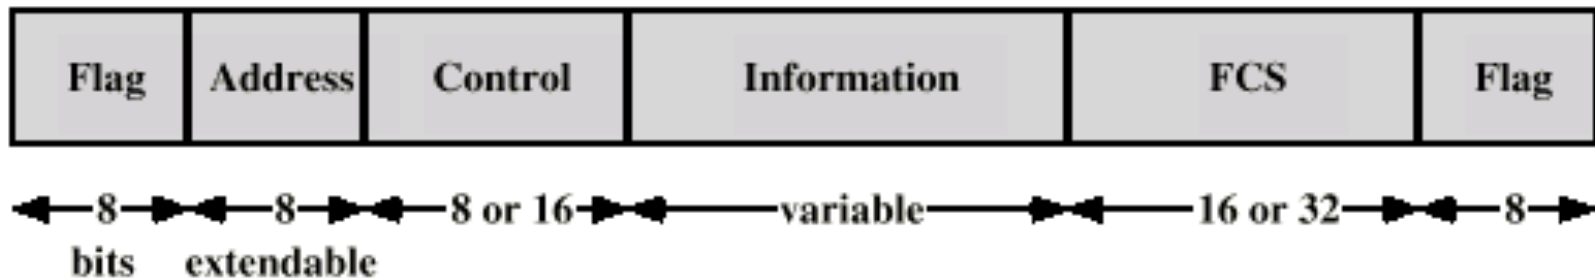 Flag Address Control Information FCS Flag
8 8 8 or 16 variable 16 or 32 8
bits extendable